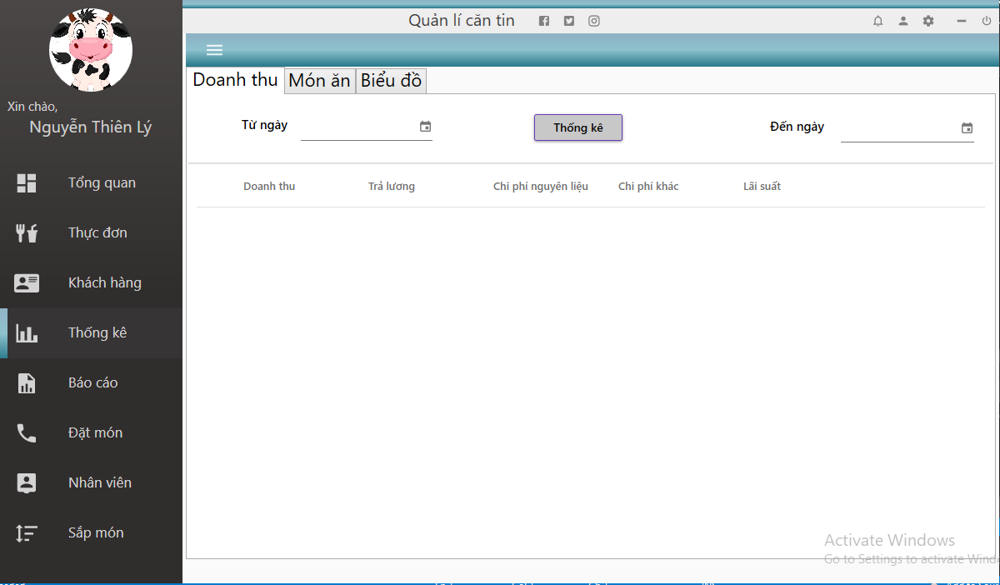 Quản lí căn tin
Xin chào,
Nguyễn Thiên Lý
Tổng quan
Thực đơn
Khách hàng
Thống kê
Báo cáo
Đặt món
Nhân viên
Sắp món
Doanh thu Món ăn Biểu đồ
Từ ngày Thống kê Đến ngày
Doanh thu Trả lương Chi phí nguyên liệu Chi phí khác Lãi suất
Activate Windows
Go to Settings to activate Wind